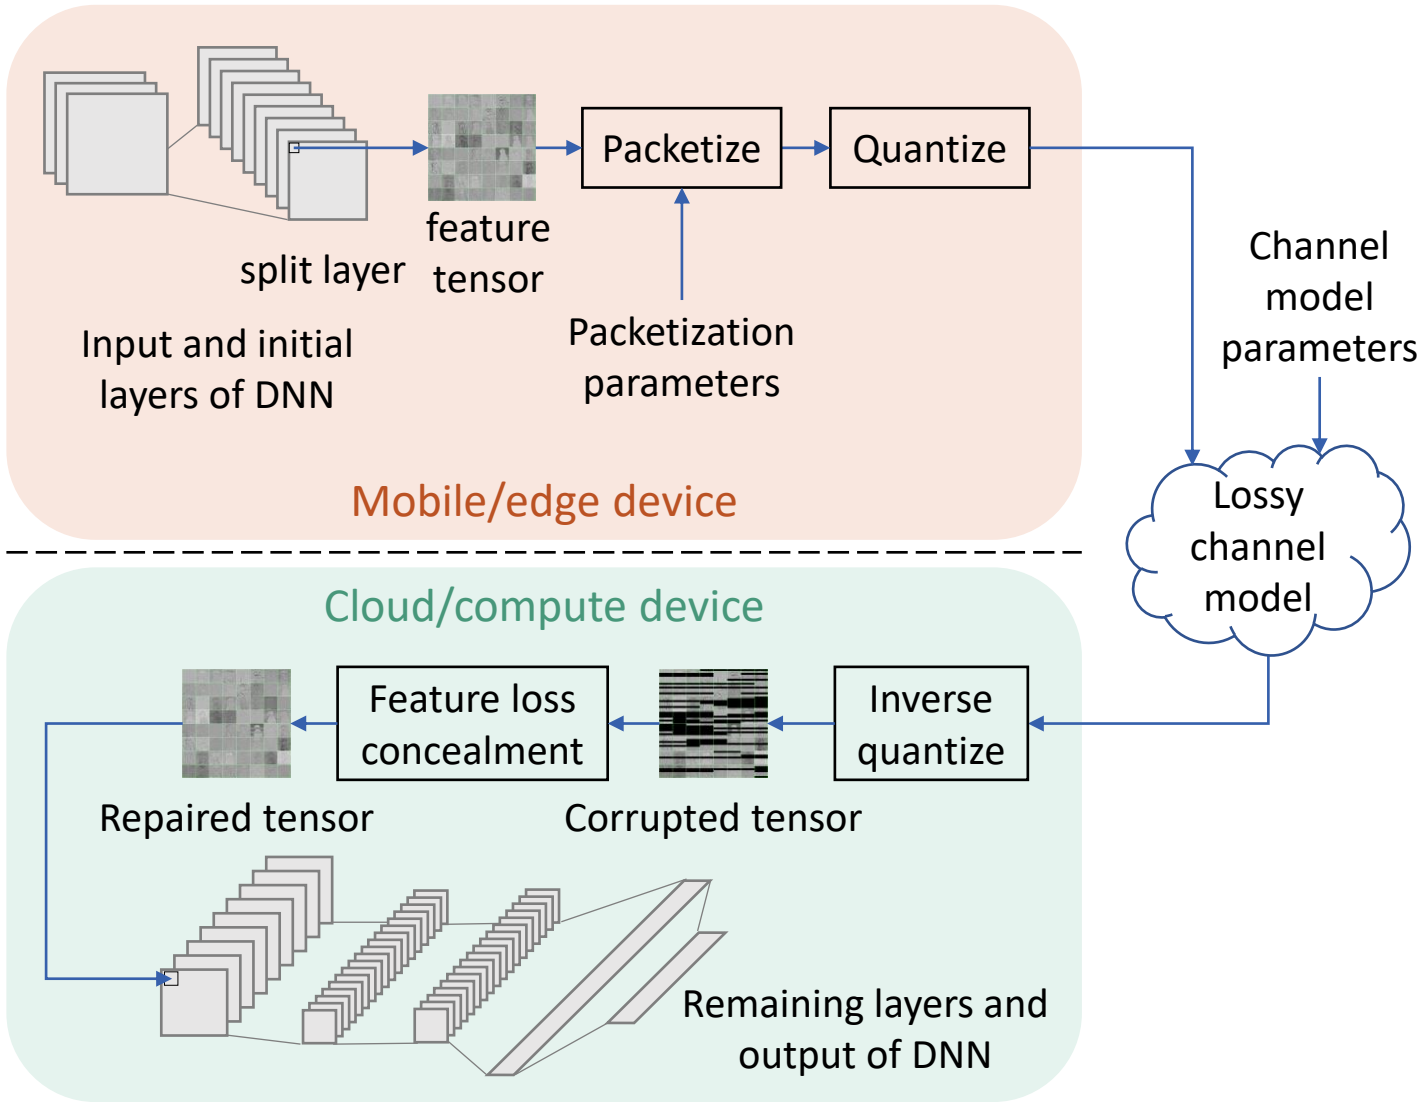 Packetize
Quantize
feature
tensor
split layer
Input and initial
layers of DNN
Packetization
parameters
Channel
model
parameters
Mobile/edge device
Lossy
channel
model
Cloud/compute device
Feature loss
concealment
Inverse
quantize
Repaired tensor
Corrupted tensor
Remaining layers and
output of DNN